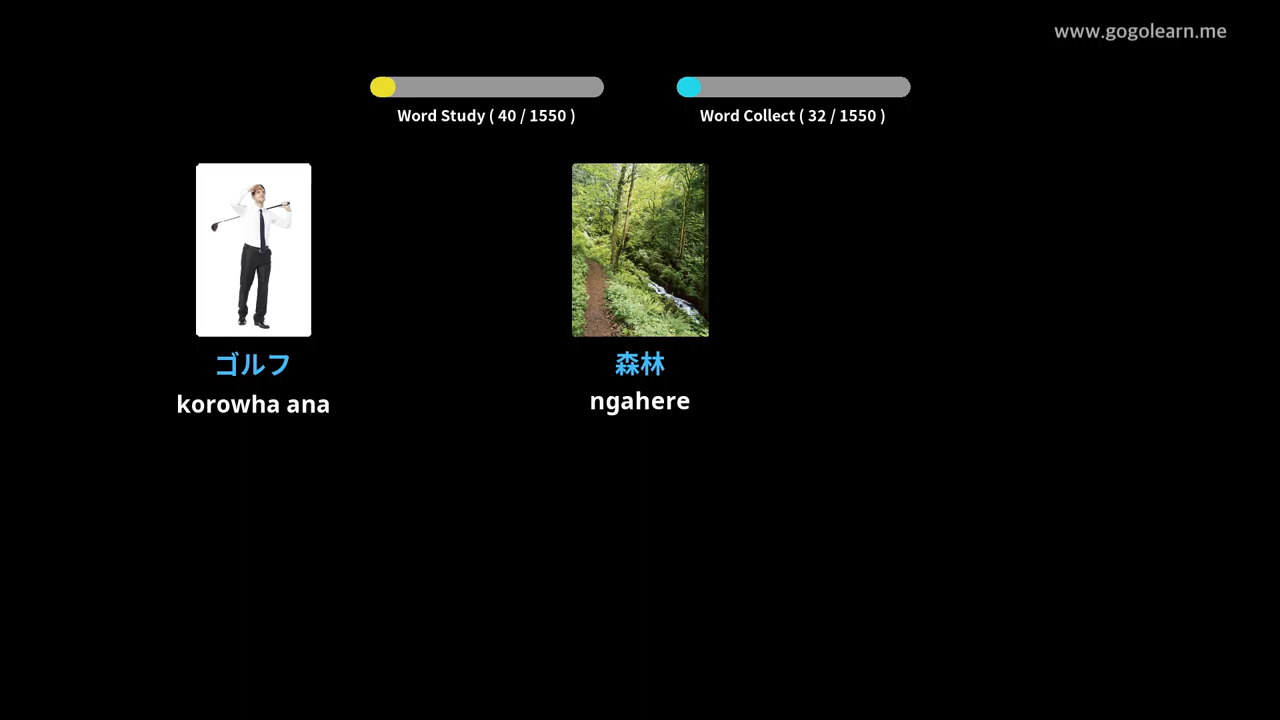 www.gogolearn.me
Word Study ( 40 / 1550 )
Word Collect ( 32 / 1550 )
ゴルフ
korowha ana
森林
ngahere